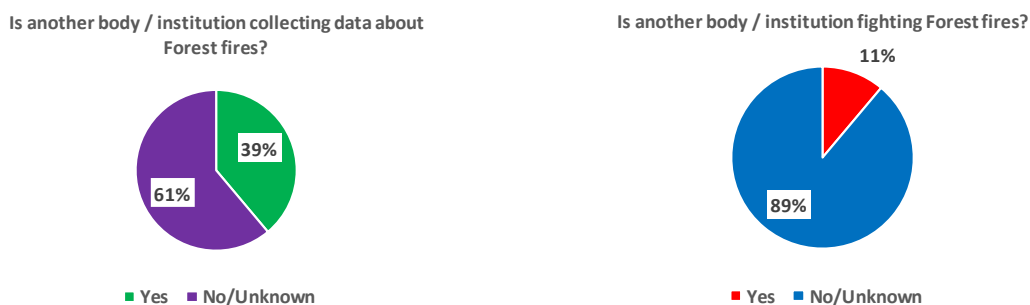 Is another body / institution collecting data about
Forest fires?
39%
61%
Yes No/Unknown
Is another body / institution fighting Forest fires?
11%
89%
Yes No/Unknown